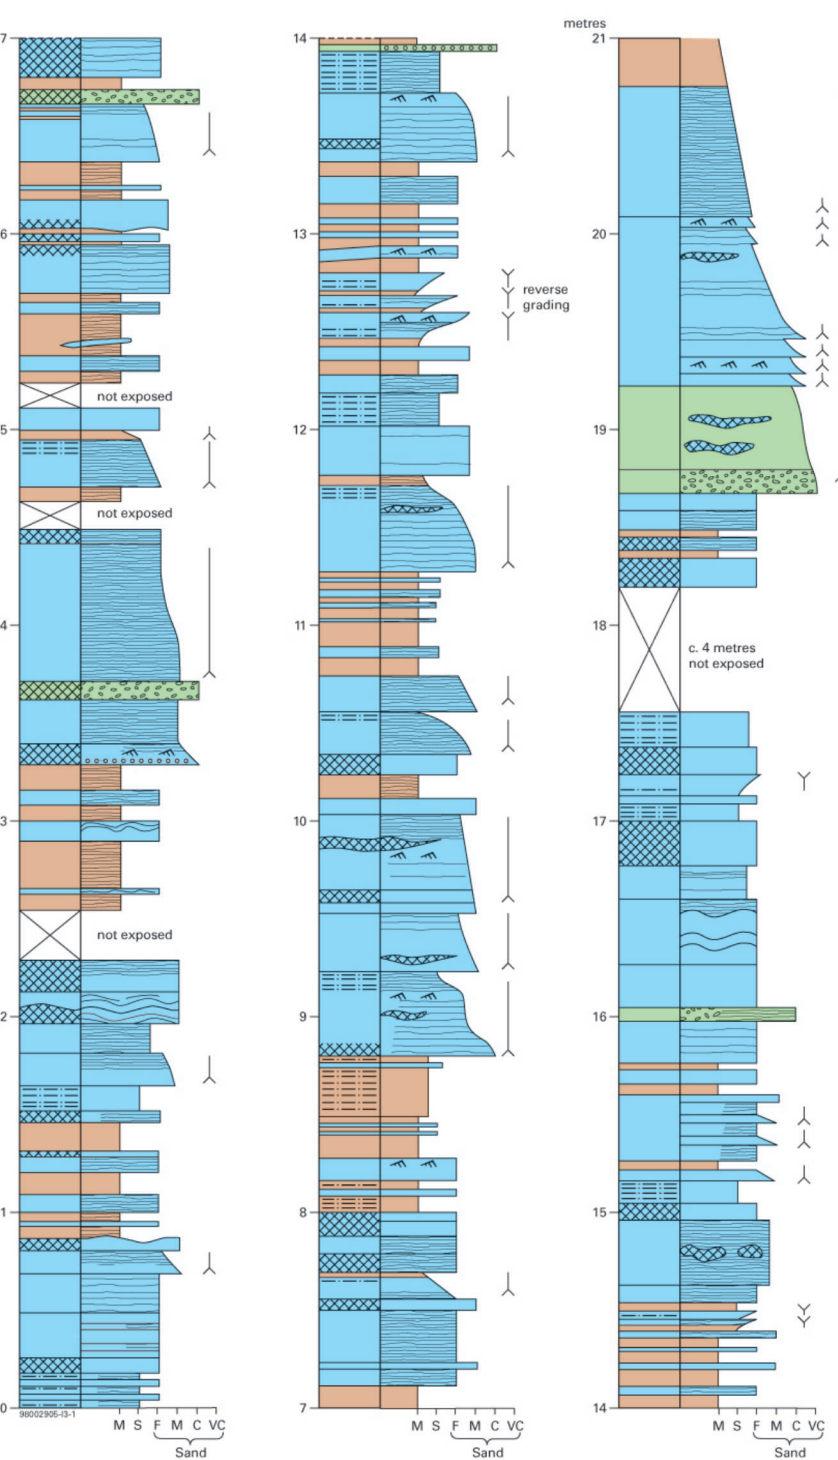 metres
7
6
not exposed
5
not exposed
4
3
not exposed
2
1
0
98002905-I3-1
M S F M C VC
Sand
14
13
reverse
grading
12
11
10
9
8
7
M S F M C VC
Sand
21
20
19
18
c. 4 metres
not exposed
17
16
15
14
M S F M C VC
Sand